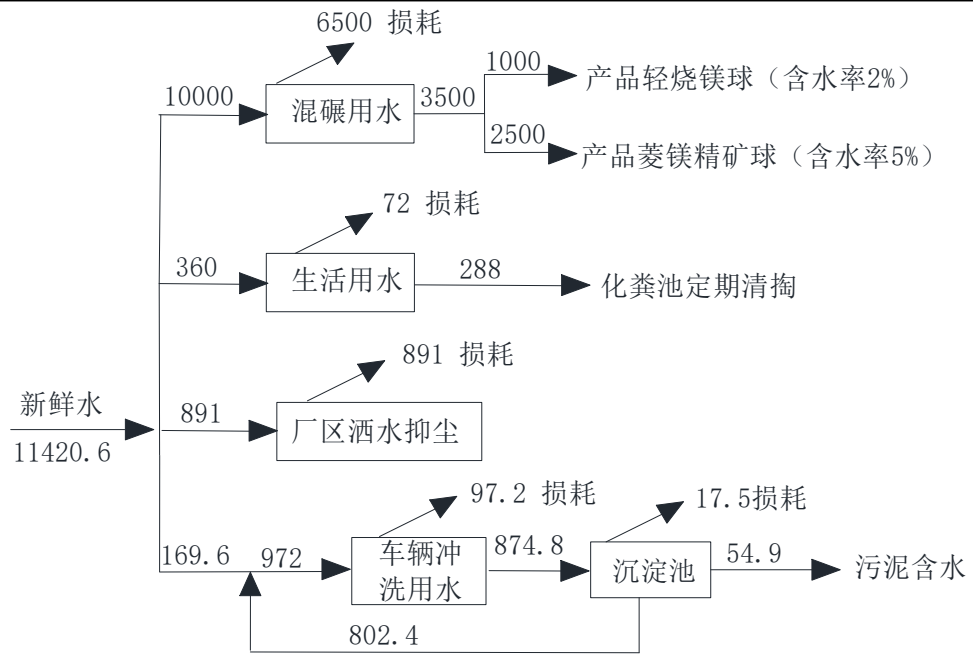 6500 损耗
10000
混碾用水
3500
1000
产品轻烧镁球（含水率2%）
2500
产品菱镁精矿球（含水率5%）
72 损耗
360
生活用水
288
化粪池定期清掏
891 损耗
新鲜水
11420.6
891
厂区洒水抑尘
97.2 损耗
17.5损耗
169.6
972
车辆冲
洗用水
874.8
沉淀池
54.9
污泥含水
802.4